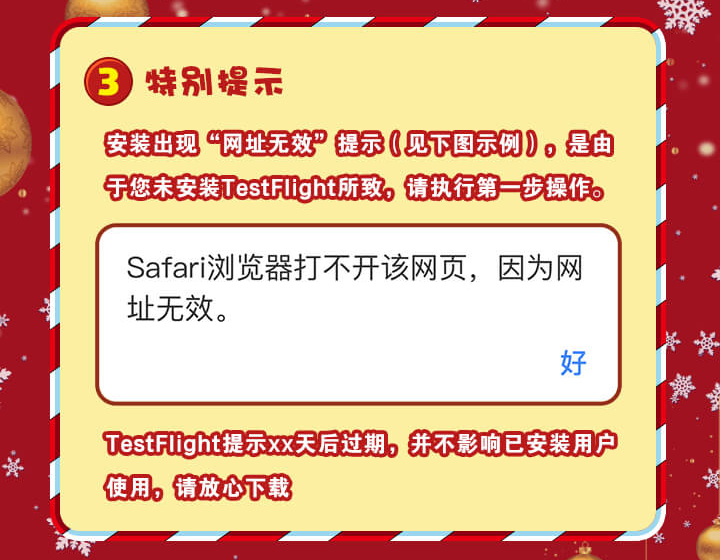 3 特别提示
安装出现“网址无效”提示（见下图示例），是由
于您未安装TestFlight所致，请执行第一步操作。
Safari浏览器打不开该网页，因为网
址无效。
好
TestFlight提示xx天后过期，并不影响已安装用户
使用，请放心下载